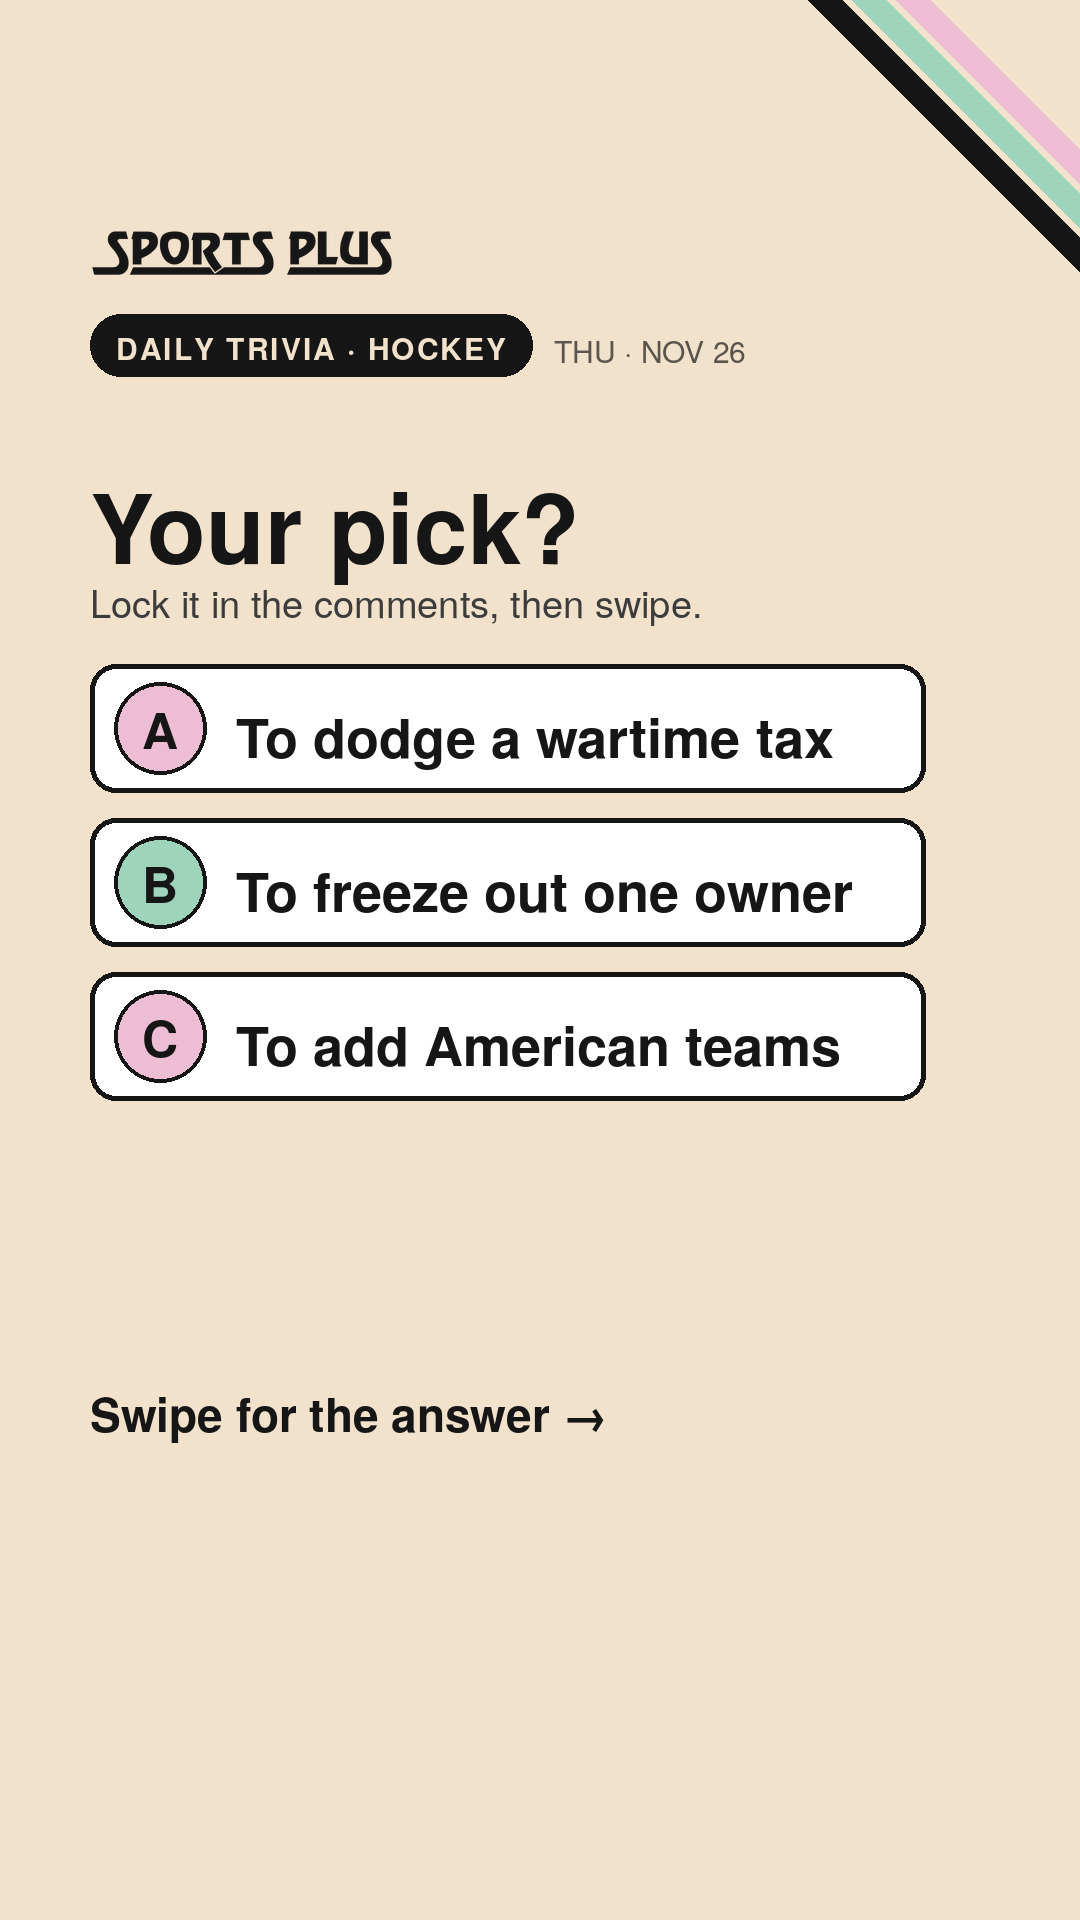 SPORTS PLUS
DAILY TRIVIA · HOCKEY THU · NOV 26
Your pick?
Lock it in the comments, then swipe.
A To dodge a wartime tax
B To freeze out one owner
C To add American teams
Swipe for the answer →